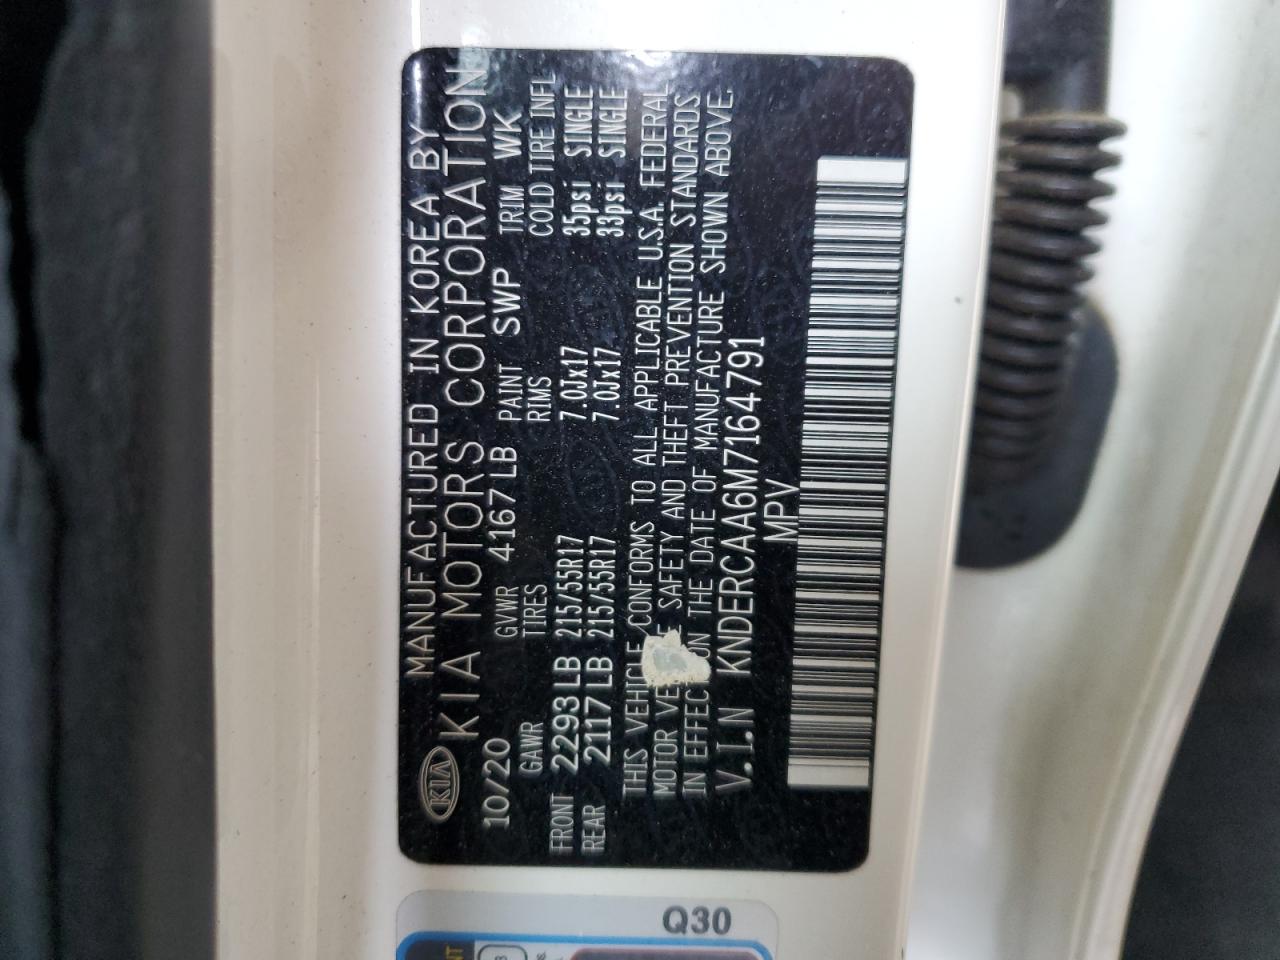 MANUFACTURED IN KOREA BY
KIA KIA MOTORS CORPORATION
10/20 GVWR 4167 LB PAINT SWP TRIM WK
GAWR TIRES RIMS COLD TIRE INFL
FRONT 2293 LB 215/55R17 7.0Jx17 35psi SINGLE
REAR 2117 LB 215/55R17 7.0Jx17 33psi SINGLE
THIS VEHICLE CONFORMS TO ALL APPLICABLE U.S.A. FEDERAL
MOTOR SAFETY AND THEFT PREVENTION STANDARDS
IN EFFECT ON THE DATE OF MANUFACTURE SHOWN ABOVE.
V.I.N KNDERCAA6M7164791
MPV
Q30